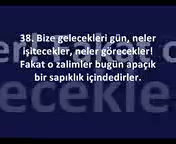 38. Bize gelecekleri gün, neler
işitecekler, neler görecekler!
Fakat o zalimler bugün apaçık
bir sapıklık içindedirler.